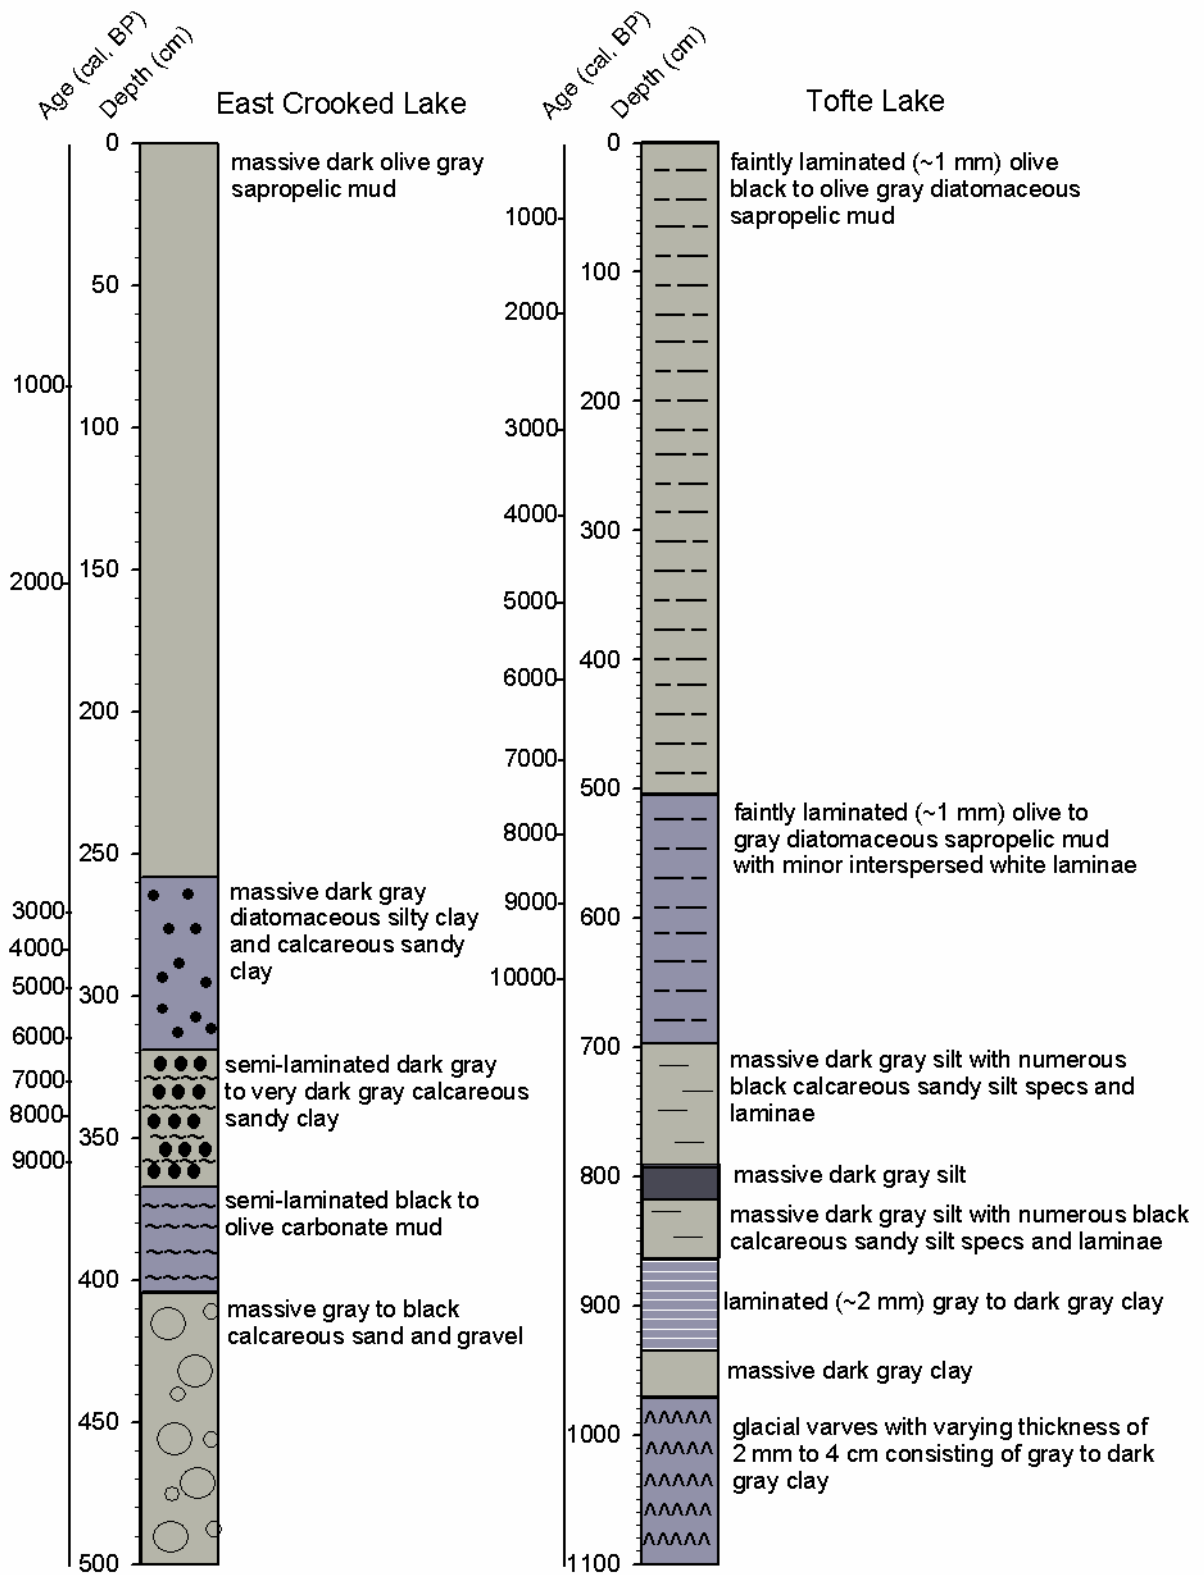 Age (cal, BP)
Depth (cm)
East Crooked Lake
0
50
100
150
200
250
300
350
400
450
500
1000
2000
3000
4000
5000
6000
7000
8000
9000
massive dark olive gray
sapropelic mud
massive dark gray
diatomaceous silty clay
and calcareous sandy
clay
semi-laminated dark gray
to very dark gray calcareous
sandy clay
semi-laminated black to
olive carbonate mud
massive gray to black
calcareous sand and gravel
Age (cal, BP)
Depth (cm)
Tofte Lake
0
100
200
300
400
500
600
700
800
900
1000
1100
1000
2000
3000
4000
5000
6000
7000
8000
9000
10000
faintly laminated (~1 mm) olive
black to olive gray diatomaceous
sapropelic mud
faintly laminated (~1 mm) olive to
gray diatomaceous sapropelic mud
with minor interspersed white laminae
massive dark gray silt with numerous
black calcareous sandy silt specs and
laminae
massive dark gray silt
massive dark gray silt with numerous black
calcareous sandy silt specs and laminae
laminated (~2 mm) gray to dark gray clay
massive dark gray clay
glacial varves with varying thickness of
2 mm to 4 cm consisting of gray to dark
gray clay